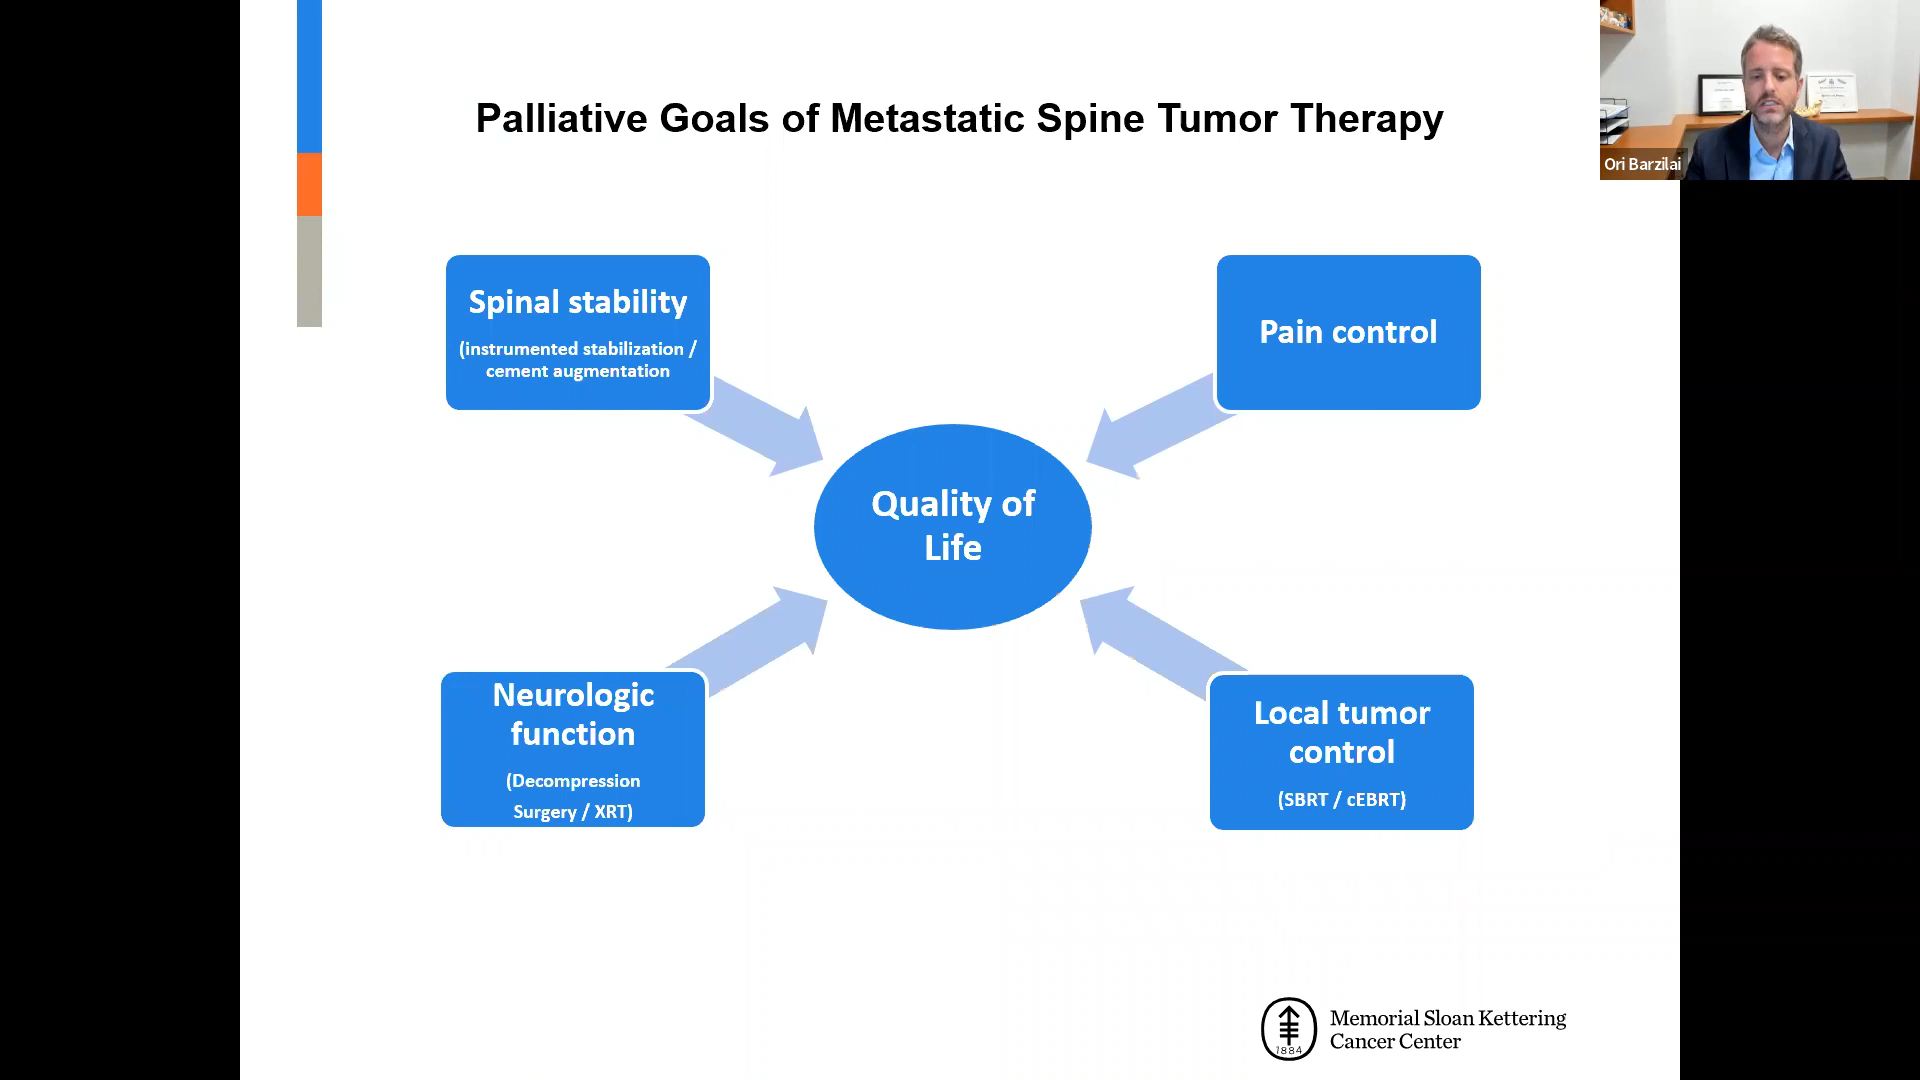 Palliative Goals of Metastatic Spine Tumor Therapy
Ori Barzilai
Spinal stability
(instrumented stabilization /
cement augmentation
Pain control
Quality of
Life
Neurologic
function
(Decompression
Surgery / XRT)
Local tumor
control
(SBRT / cEBRT)
1884
Memorial Sloan Kettering
Cancer Center